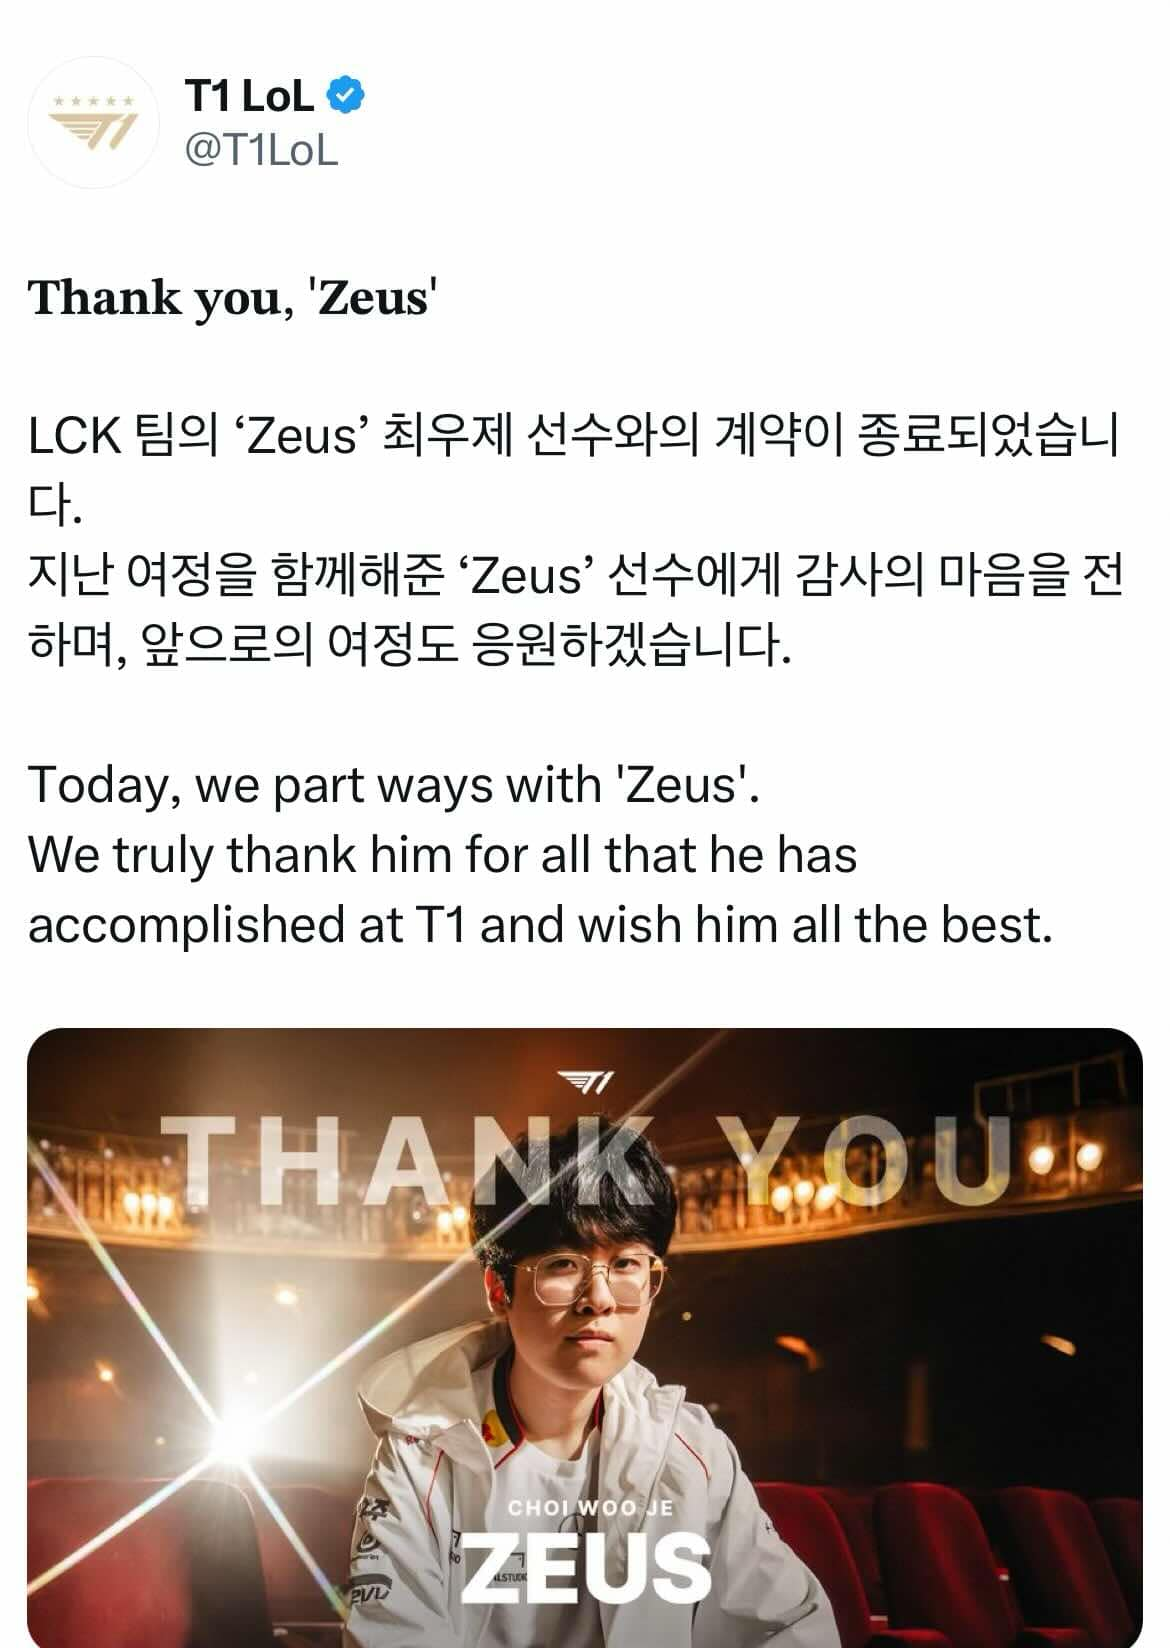 T1 LoL
@T1LoL
Thank you, 'Zeus'
LCK 팀의 ‘Zeus’ 최우제 선수와의 계약이 종료되었습니
다.
지난 여정을 함께해준 ‘Zeus’ 선수에게 감사의 마음을 전
하며, 앞으로의 여정도 응원하겠습니다.
Today, we part ways with 'Zeus'.
We truly thank him for all that he has
accomplished at T1 and wish him all the best.
T1
THANK YOU
CHOI WOO JE
ZEUS